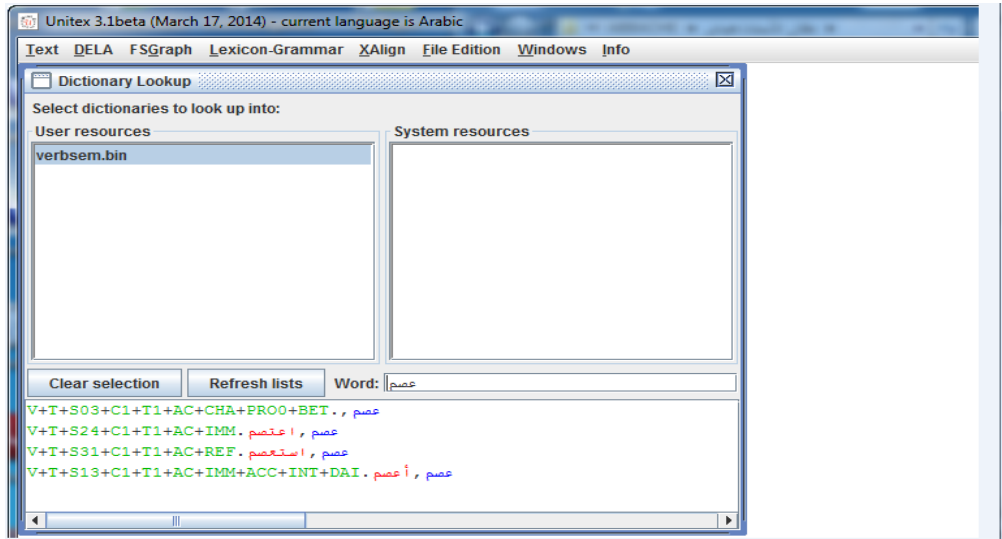 Unitex 3.1beta (March 17, 2014) - current language is Arabic
Text DELA FSGraph Lexicon-Grammar XAlign File Edition Windows Info
Dictionary Lookup
Select dictionaries to look up into:
User resources
System resources
verbsem.bin
Clear selection Refresh lists Word: عصم
V+T+S03+C1+T1+AC+CHA+PRO0+BET.,عصم
V+T+S24+C1+T1+AC+IMM.اعتصم,عصم
V+T+S31+C1+T1+AC+REF.استعصم,عصم
V+T+S13+C1+T1+AC+IMM+ACC+INT+DAI.أعصم,عصم